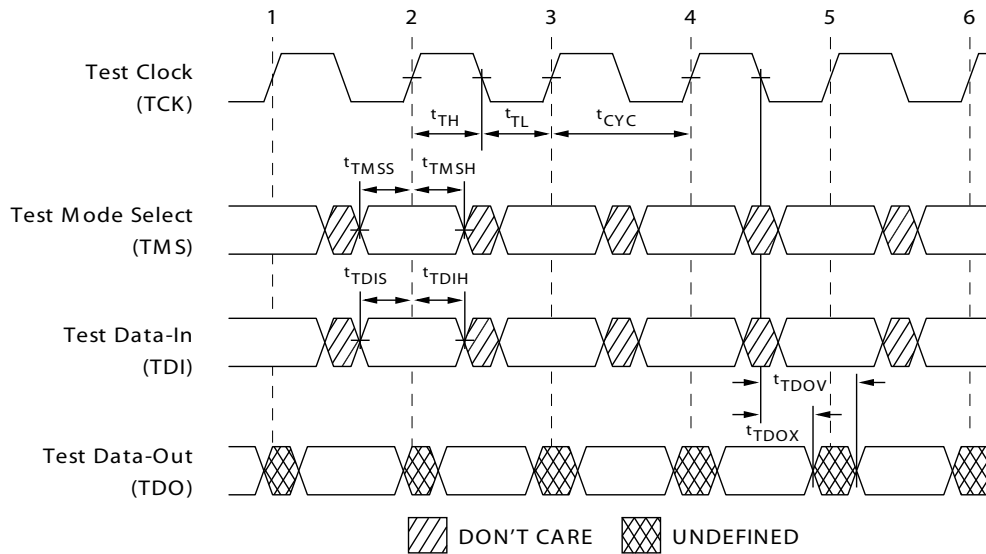 1 2 3 4 5 6
Test Clock
(TCK)
tTH tTL tCYC
tTMSS tTMSH
Test Mode Select
(TMS)
tTDIS tTDIH
Test Data-In
(TDI)
tTDOV
tTDOX
Test Data-Out
(TDO)
DON'T CARE UNDEFINED